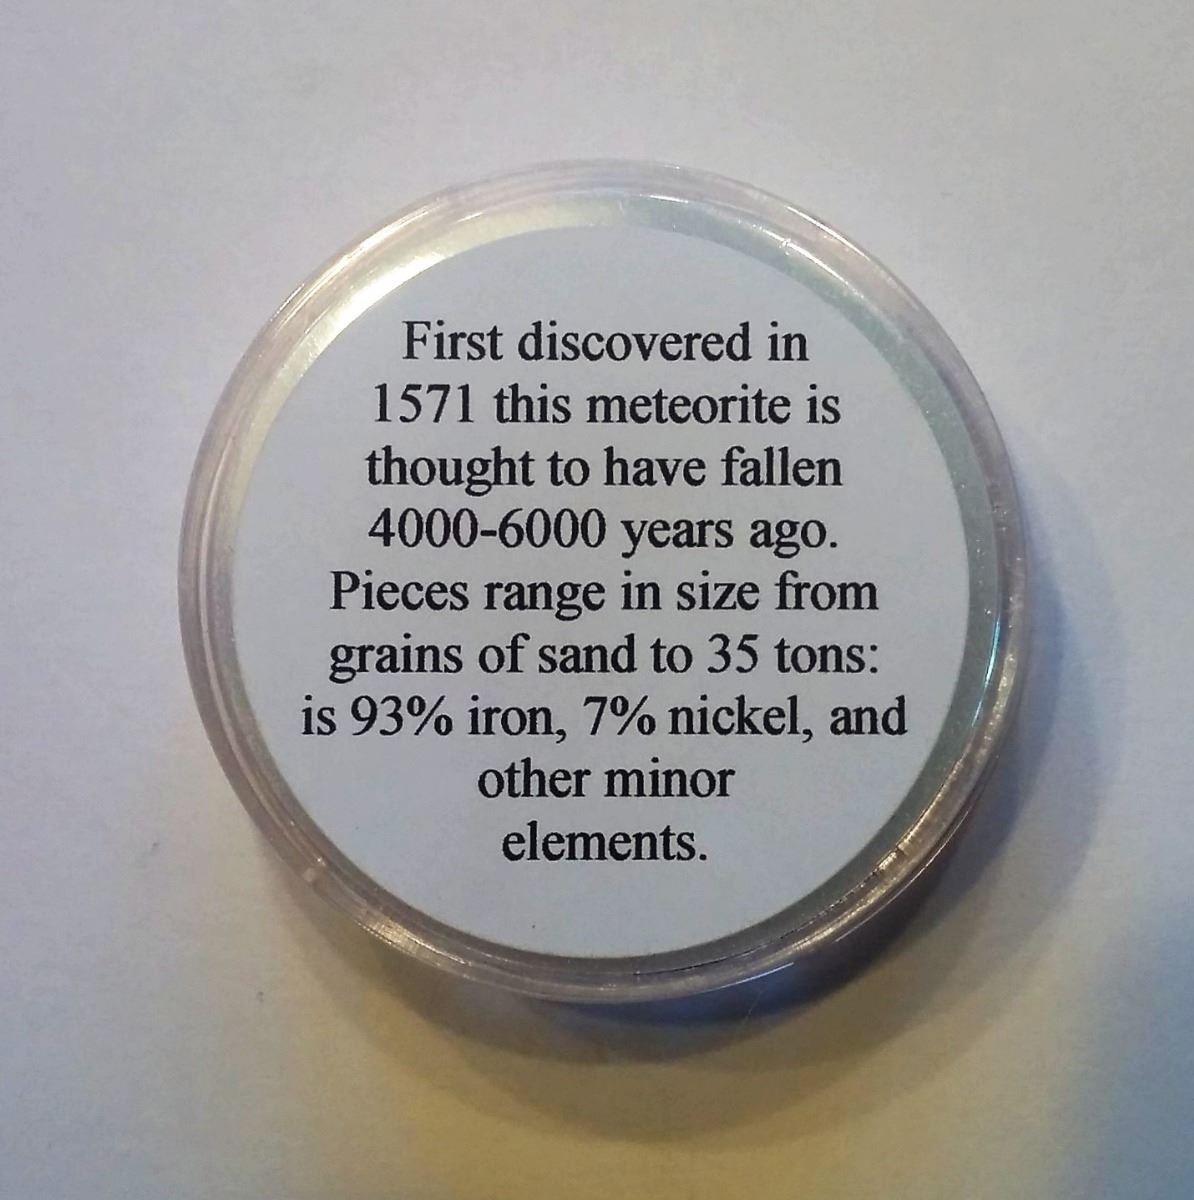 First discovered in
1571 this meteorite is
thought to have fallen
4000-6000 years ago.
Pieces range in size from
grains of sand to 35 tons:
is 93% iron, 7% nickel, and
other minor
elements.